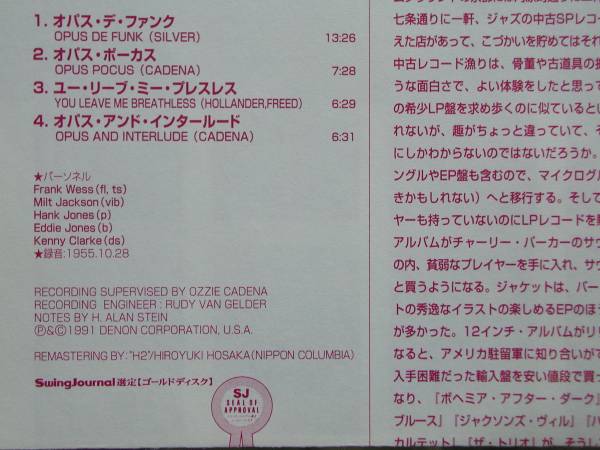 1. オパス・デ・ファンク
OPUS DE FUNK (SILVER) 13:26
2. オパス・ポーカス
OPUS POCUS (CADENA) 7:28
3. ユー・リーブ・ミー・ブレスレス
YOU LEAVE ME BREATHLESS (HOLLANDER,FREED) 6:29
4. オパス・アンド・インタールード
OPUS AND INTERLUDE (CADENA) 6:31
★パーソネル
Frank Wess (fl, ts)
Milt Jackson (vib)
Hank Jones (p)
Eddie Jones (b)
Kenny Clarke (ds)
★録音:1955.10.28
RECORDING SUPERVISED BY OZZIE CADENA
RECORDING ENGINEER : RUDY VAN GELDER
NOTES BY H. ALAN STEIN
Ⓟ&© 1991 DENON CORPORATION, U.S.A.
REMASTERING BY: "H2"/HIROYUKI HOSAKA (NIPPON COLUMBIA)
SwingJournal 選定【ゴールドディスク】
SJ
SEAL OF
APPROVAL
七条通りに一軒、ジャズの中古SPレコー
えた店があって、こづかいを貯めてはそれ
中古レコード漁りは、骨董や古道具の掘
うな面白さで、よい体験をしたと思って
の希少LP盤を求め歩くのに似ているとい
れないが、趣がちょっと違っていて、そ
にしかわからないのではないだろうか。
ングルやEP盤も含むので、マイクログル
きかもしれない）へと移行する。そして
ヤーも持っていないのにLPレコードを
アルバムがチャーリー・パーカーのサヴ
の内、貧弱なプレイヤーを手に入れ、サヴ
と買うようになる。ジャケットは、バー
トの秀逸なイラストの楽しめるEPのほう
が多かった。12インチ・アルバムがリリ
なると、アメリカ駐留軍に知り合いがで
入手困難だった輸入盤を安い値段で買っ
なり、『ボヘミア・アフター・ダーク』
ブルース』『ジャクソンズ・ヴィル』『バ
カルテット』『ザ・トリオ』が、そうし